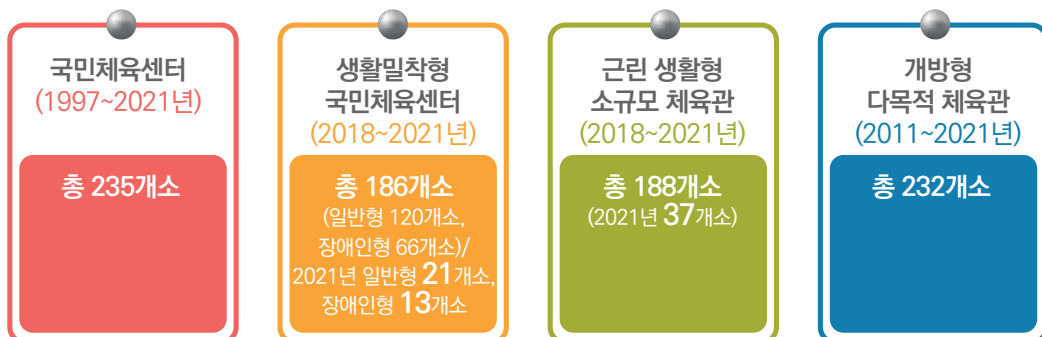 국민체육센터
(1997~2021년)
총 235개소
생활밀착형
국민체육센터
(2018~2021년)
총 186개소
(일반형 120개소,
장애인형 66개소)/
2021년 일반형 21개소,
장애인형 13개소
근린 생활형
소규모 체육관
(2018~2021년)
총 188개소
(2021년 37개소)
개방형
다목적 체육관
(2011~2021년)
총 232개소